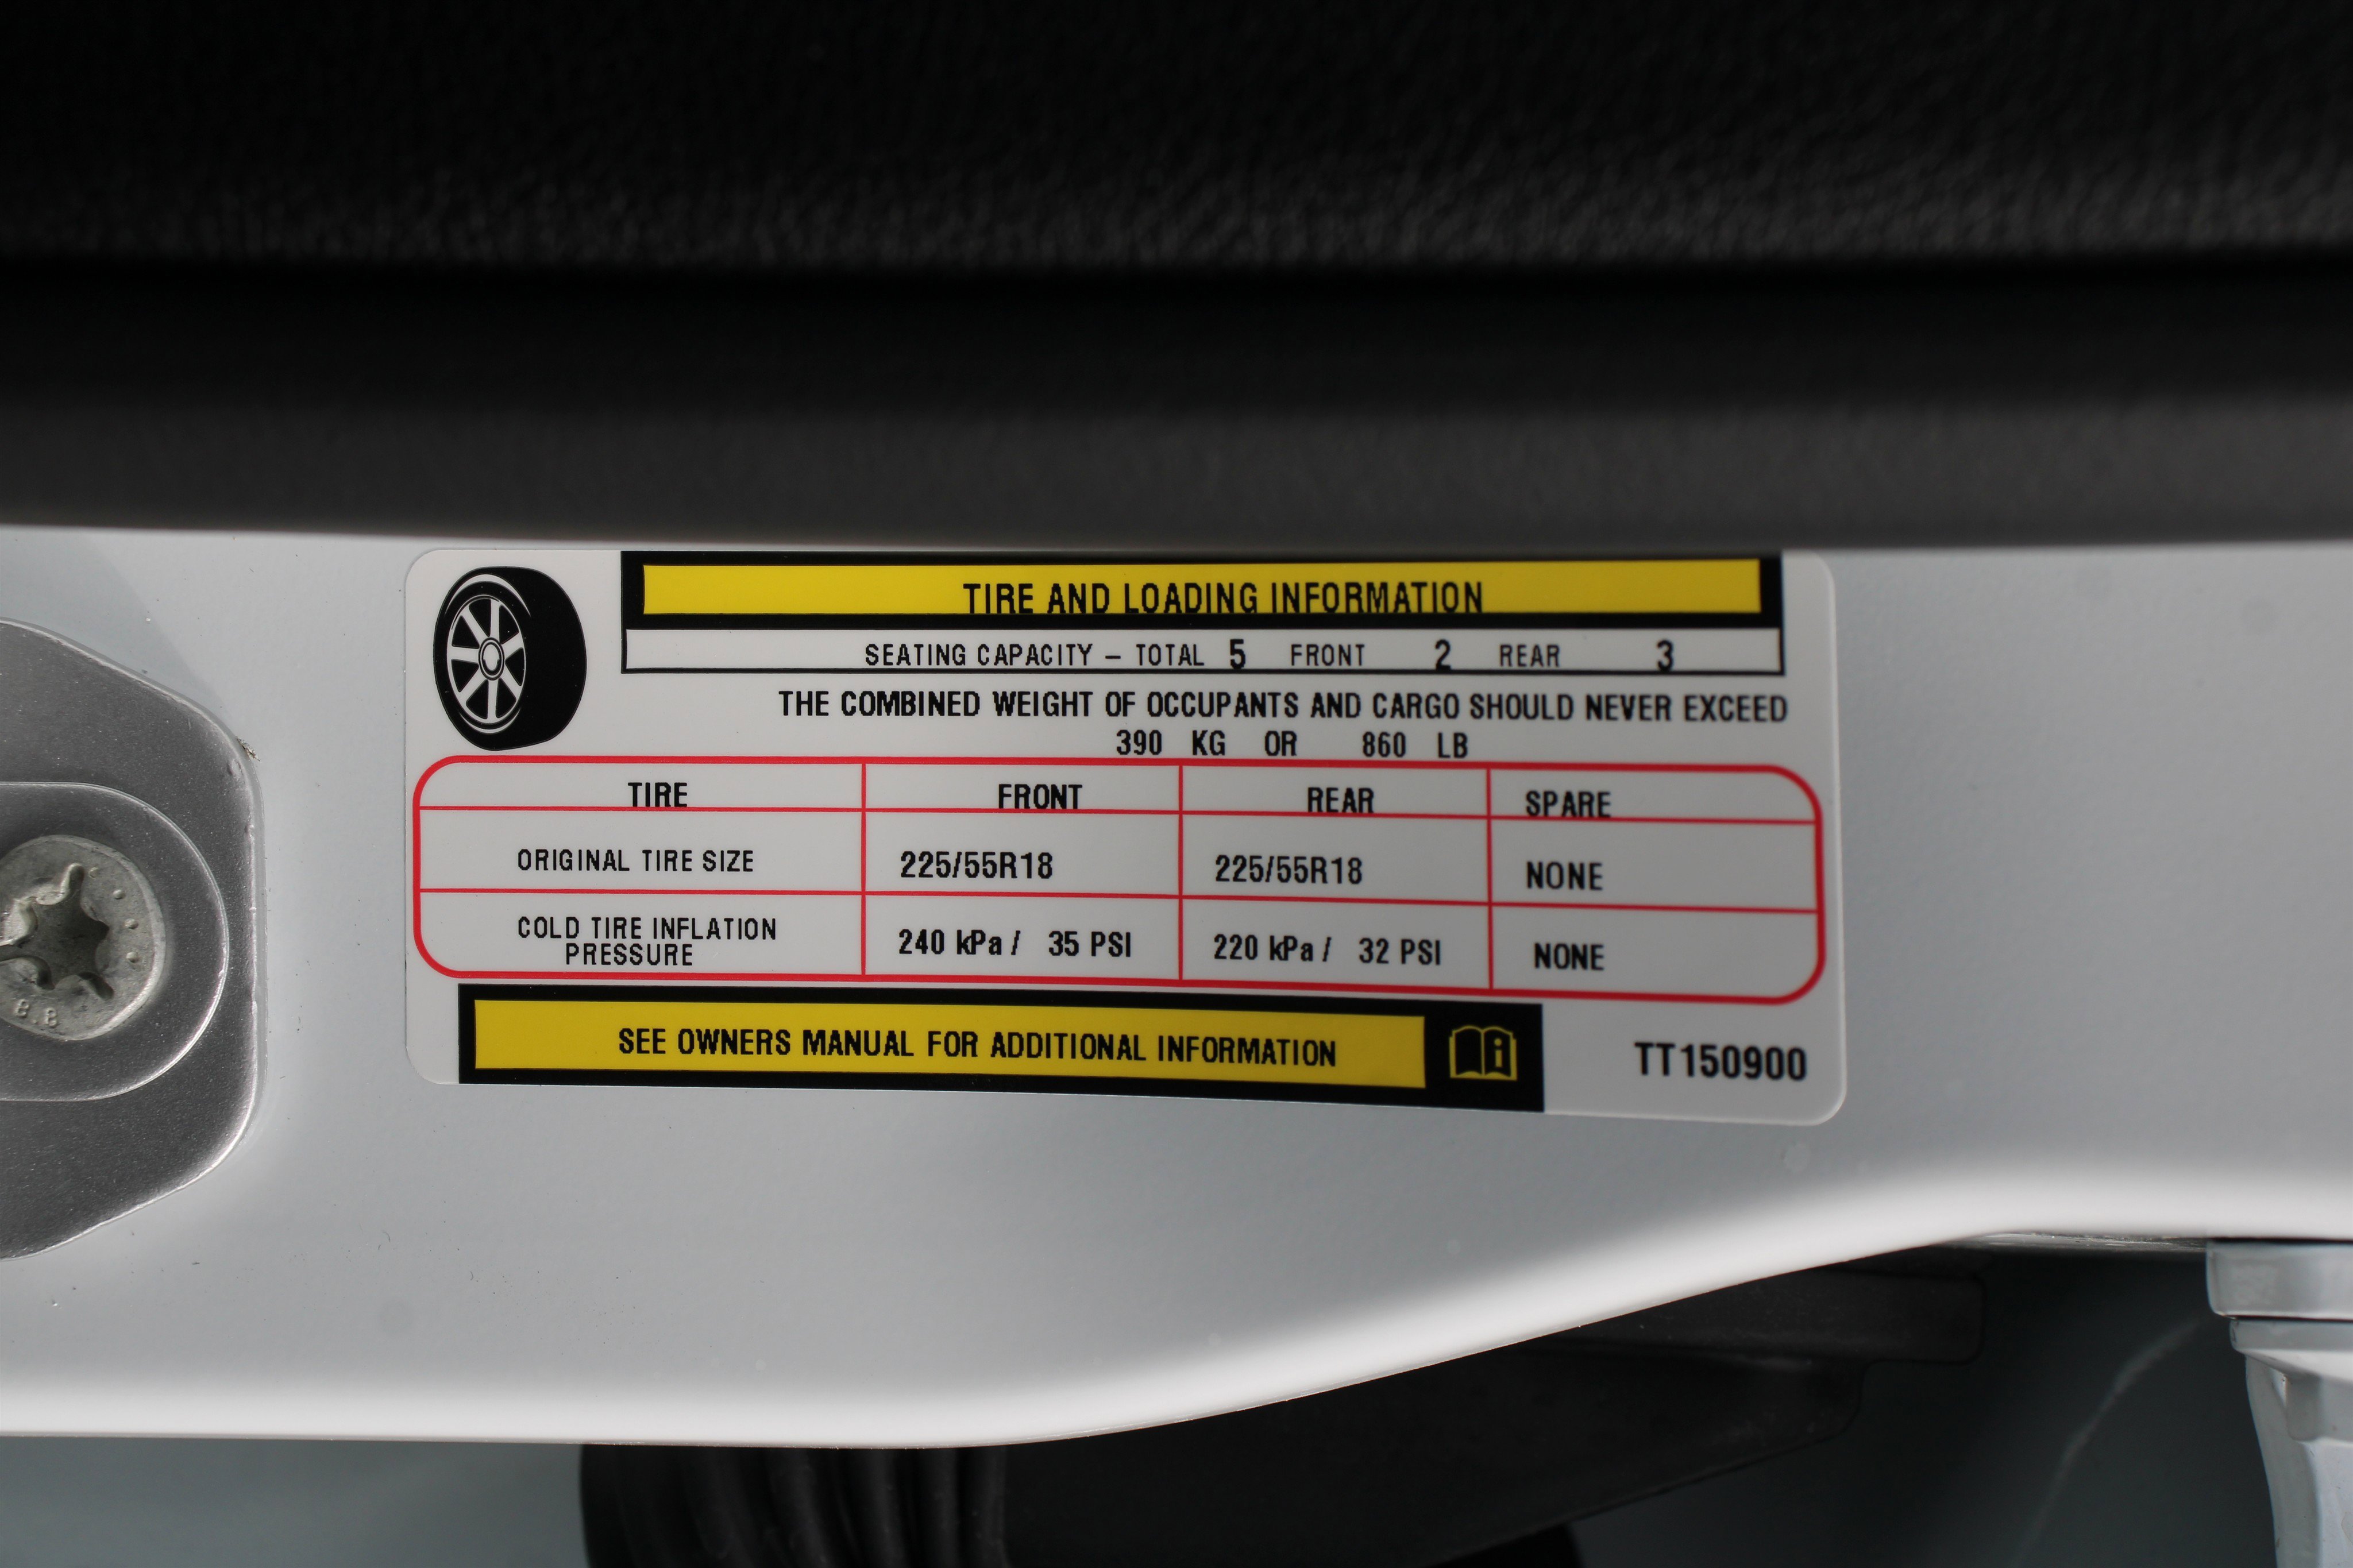 TIRE AND LOADING INFORMATION
SEATING CAPACITY – TOTAL 5 FRONT 2 REAR 3
THE COMBINED WEIGHT OF OCCUPANTS AND CARGO SHOULD NEVER EXCEED
390 KG OR 860 LB
TIRE FRONT REAR SPARE
ORIGINAL TIRE SIZE 225/55R18 225/55R18 NONE
COLD TIRE INFLATION
PRESSURE 240 kPa / 35 PSI 220 kPa / 32 PSI NONE
SEE OWNERS MANUAL FOR ADDITIONAL INFORMATION
TT150900
8.8